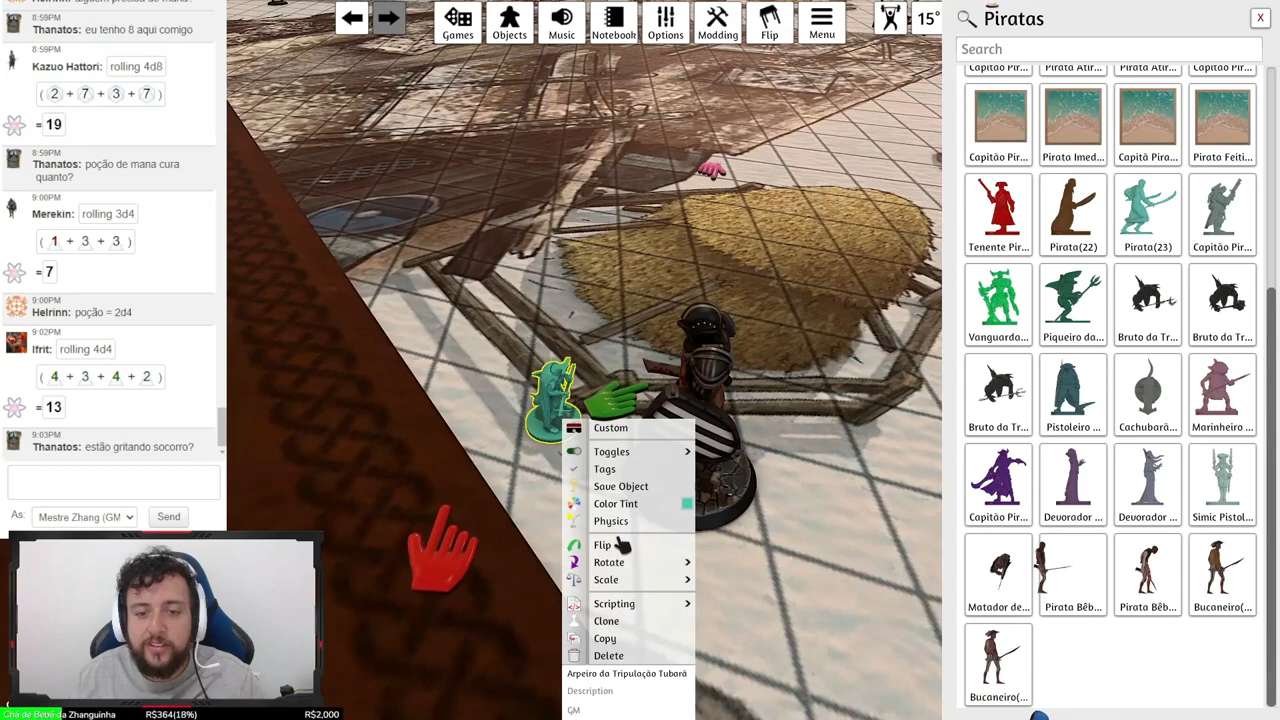 8:59PM
Thanatos: eu tenho 8 aqui comigo
8:59PM
Kazuo Hattori: rolling 4d8
( 2 + 7 + 3 + 7 )
= 19
8:59PM
Thanatos: poção de mana cura
quanto?
9:00PM
Merekin: rolling 3d4
( 1 + 3 + 3 )
= 7
9:00PM
Helrinn: poção = 2d4
9:02PM
Ifrit: rolling 4d4
( 4 + 3 + 4 + 2 )
= 13
9:03PM
Thanatos: estão gritando socorro?
As: Mestre Zhang (GM
Send
Chá de Bebê da Zhanguinha R$364(18%) R$2,000
Games Objects Music Notebook Options Modding Flip Menu
15°
Custom
Toggles
Tags
Save Object
Color Tint
Physics
Flip
Rotate
Scale
Scripting
Clone
Copy
Delete
Arpeiro da Tripulação Tubarã
Description
GM
Piratas
X
Search
Capitão Pir... Pirata Atir... Pirata Atir... Capitão Pir...
Capitão Pir... Pirata Imed... Capitã Pira... Pirata Feiti...
Tenente Pir... Pirata(22) Pirata(23) Capitão Pir...
Vanguarda... Piqueiro da... Bruto da Tr... Bruto da Tr...
Bruto da Tr... Pistoleiro ... Cachubarã... Marinheiro ...
Capitão Pir... Devorador ... Devorador ... Simic Pistol...
Matador de... Pirata Bêb... Pirata Bêb... Bucaneiro(...
Bucaneiro(...